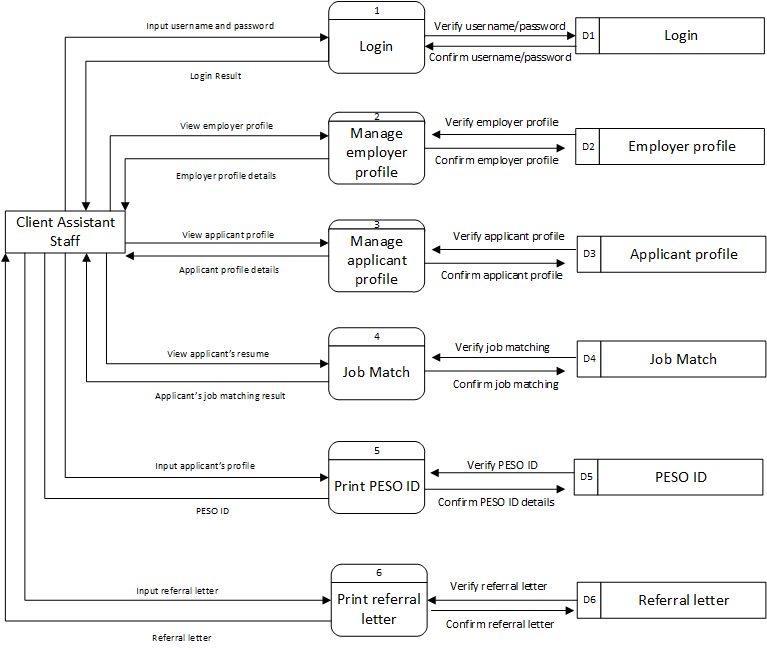 1
Login
Input username and password
Login Result
Verify username/password
Confirm username/password
D1
Login
2
Manage
employer
profile
View employer profile
Employer profile details
Verify employer profile
Confirm employer profile
D2
Employer profile
Client Assistant
Staff
3
Manage
applicant
profile
View applicant profile
Applicant profile details
Verify applicant profile
Confirm applicant profile
D3
Applicant profile
4
Job Match
View applicant's resume
Applicant's job matching result
Verify job matching
Confirm job matching
D4
Job Match
5
Print PESO ID
Input applicant's profile
PESO ID
Verify PESO ID
Confirm PESO ID details
D5
PESO ID
6
Print referral
letter
Input referral letter
Referral letter
Verify referral letter
Confirm referral letter
D6
Referral letter